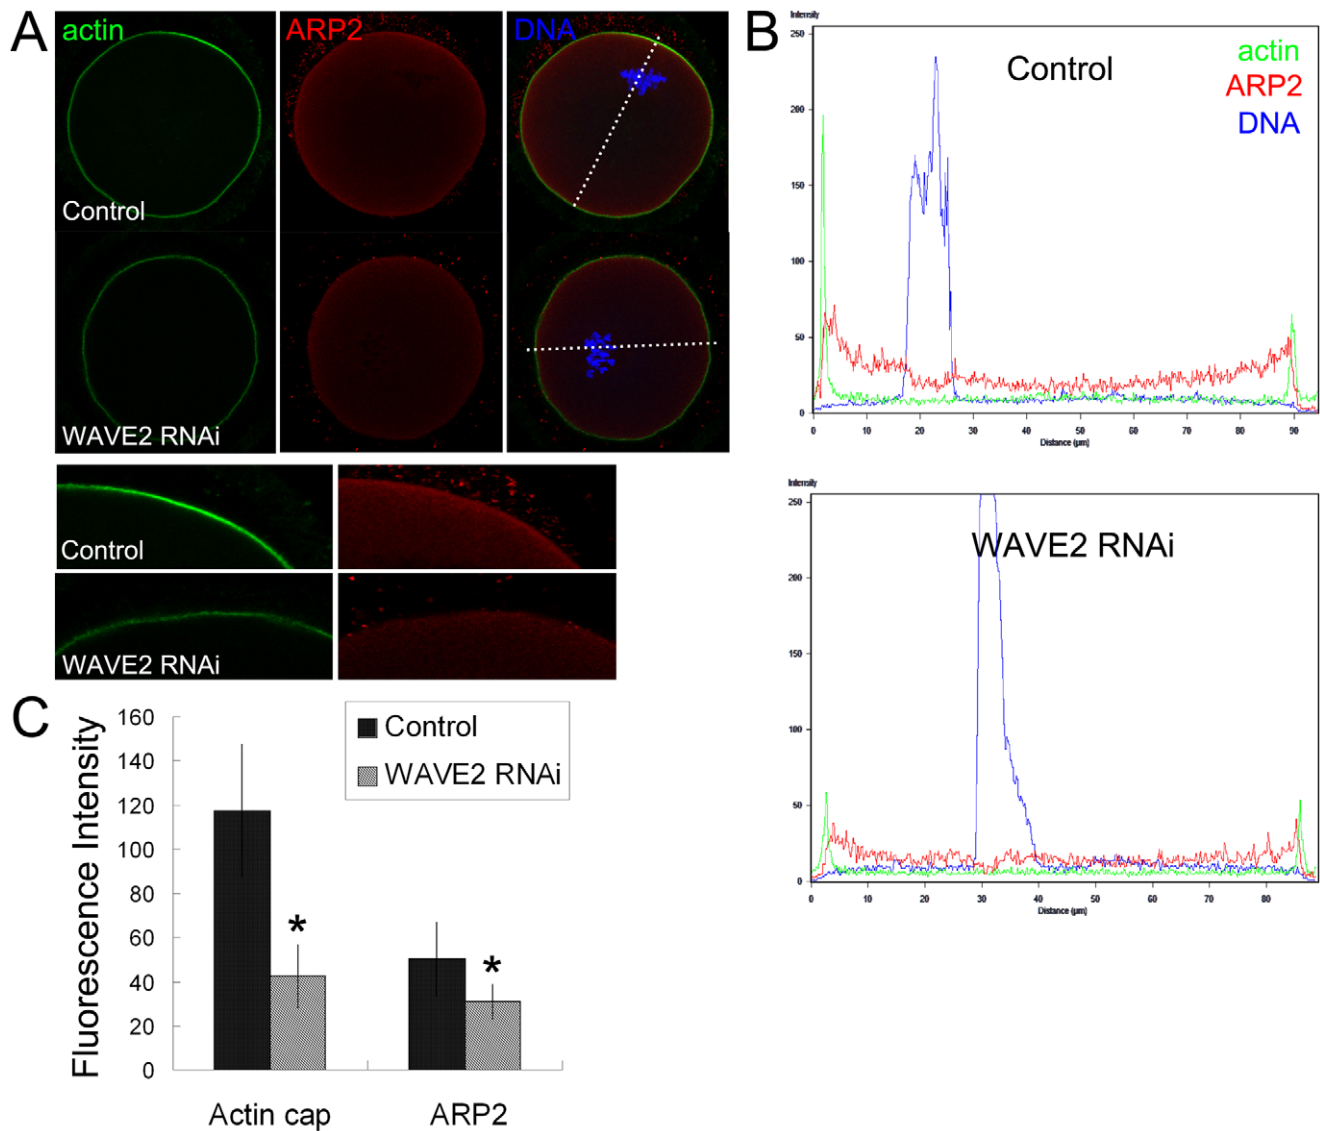 A
actin
ARP2
DNA
Control
WAVE2 RNAi
Control
WAVE2 RNAi
B
Intensity
Control
actin
ARP2
DNA
250
200
150
100
50
0
0 10 20 30 40 50 60 70 80 90
Distance (µm)
Intensity
WAVE2 RNAi
250
200
150
100
50
0
0 10 20 30 40 50 60 70 80
Distance (µm)
C
Fluorescence Intensity
160
140
120
100
80
60
40
20
0
Control
WAVE2 RNAi
*
*
Actin cap
ARP2